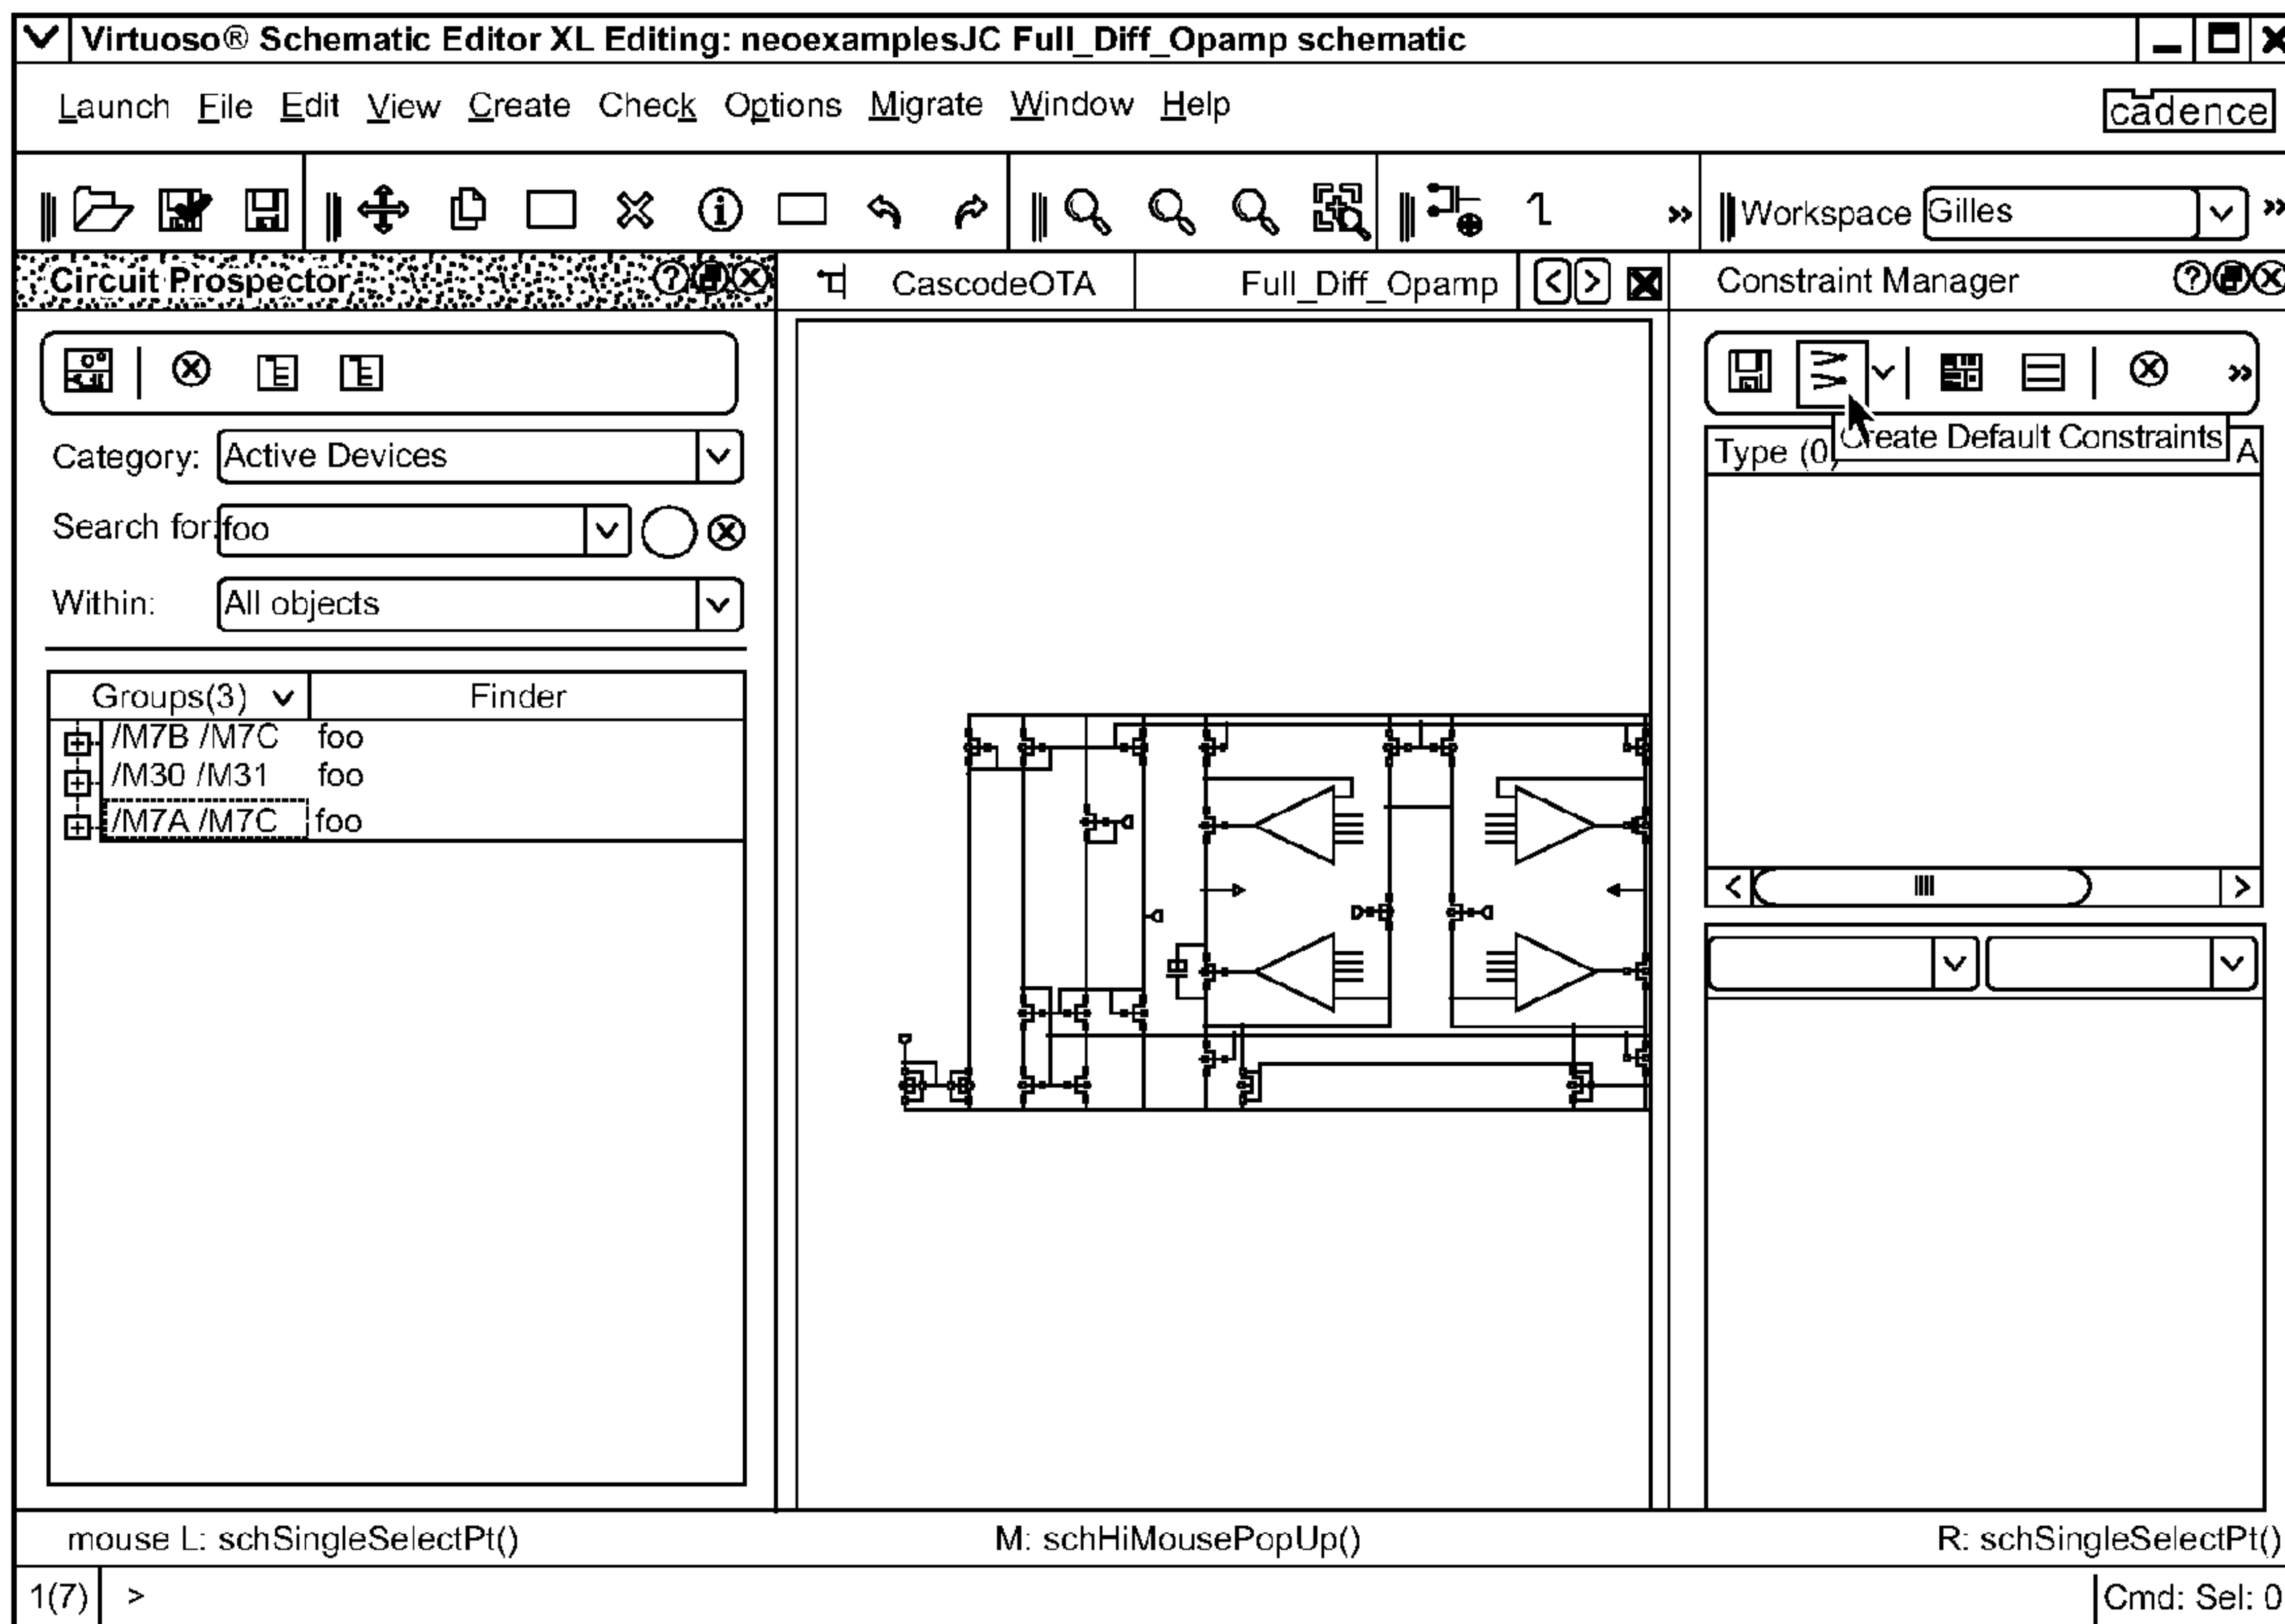 Virtuoso® Schematic Editor XL Editing: neoexamplesJC Full_Diff_Opamp schematic
Launch File Edit View Create Check Options Migrate Window Help
cadence
1
Workspace Gilles
Circuit Prospector
CascodeOTA
Full_Diff_Opamp
Constraint Manager
Category: Active Devices
Search for: foo
Within: All objects
Groups(3) Finder
/M7B /M7C foo
/M30 /M31 foo
/M7A /M7C foo
Create Default Constraints
Type (0) A
mouse L: schSingleSelectPt()
M: schHiMousePopUp()
R: schSingleSelectPt()
1(7) >
Cmd: Sel: 0